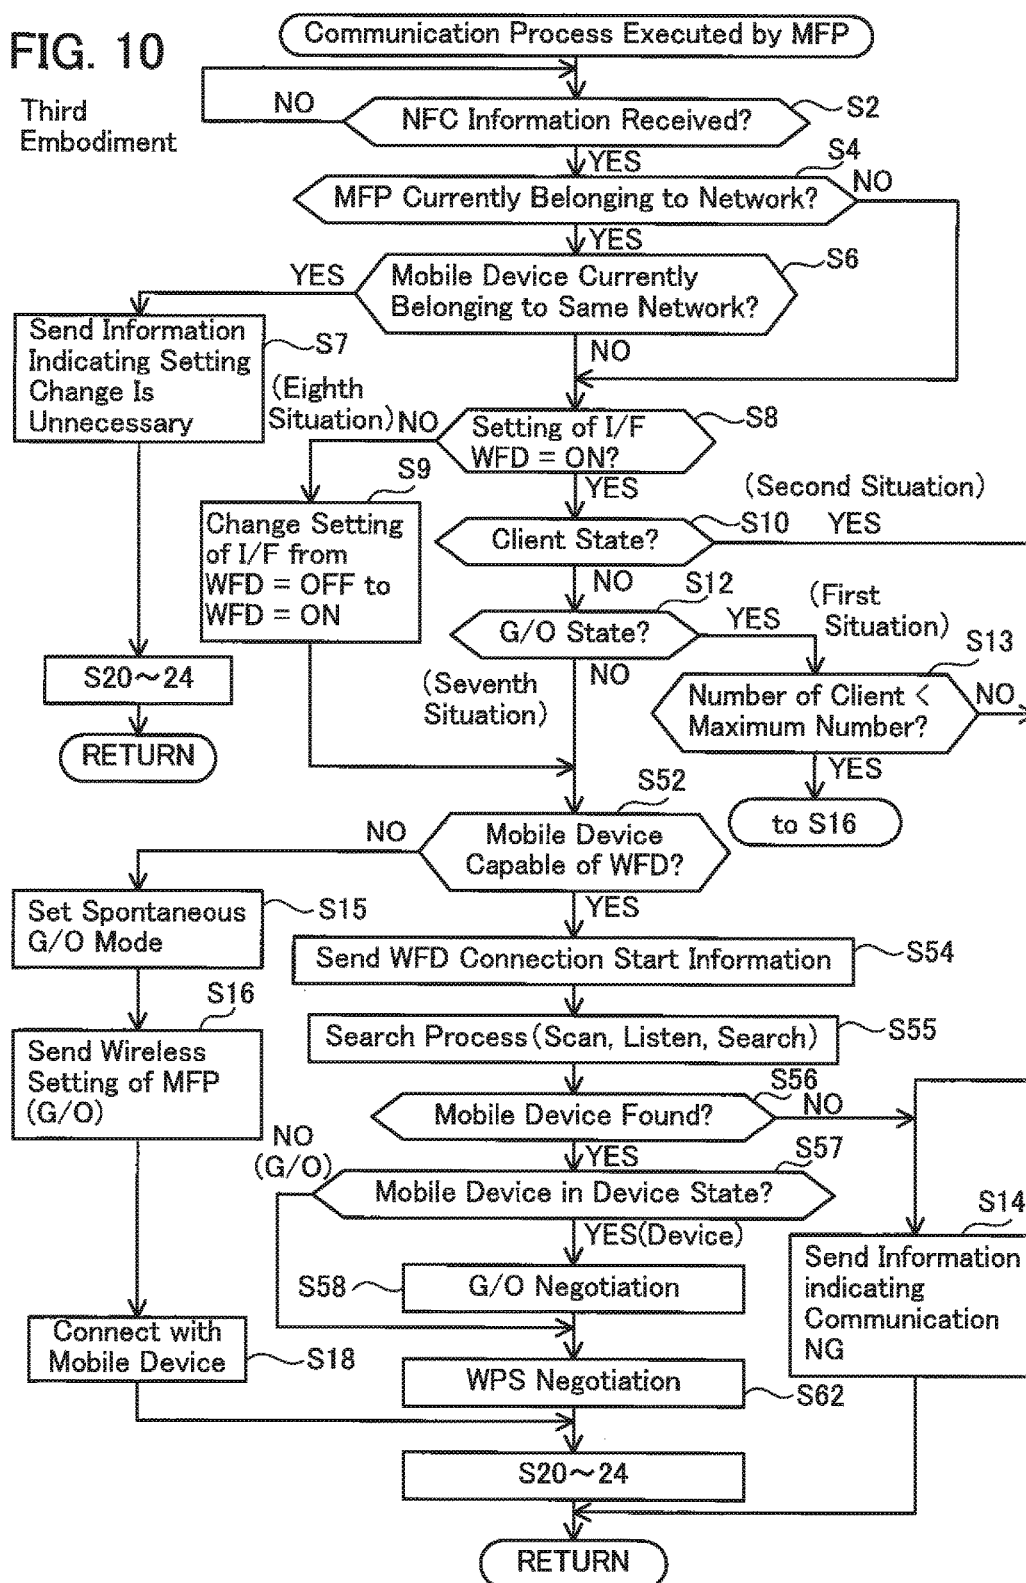 FIG. 10
Third
Embodiment
Communication Process Executed by MFP
NO
NFC Information Received?
S2
YES
S4
MFP Currently Belonging to Network?
NO
YES
S6
YES
Mobile Device Currently
Belonging to Same Network?
NO
Send Information
Indicating Setting
Change Is
Unnecessary
S7
(Eighth
Situation)
NO
Setting of I/F
WFD = ON?
S8
YES
S9
Change Setting
of I/F from
WFD = OFF to
WFD = ON
(Second Situation)
S10
YES
Client State?
NO
S12
G/O State?
YES
(First
Situation)
NO
S13
Number of Client <
Maximum Number?
NO
YES
to S16
(Seventh
Situation)
S20～24
RETURN
S52
NO
Mobile Device
Capable of WFD?
YES
Set Spontaneous
G/O Mode
S15
Send WFD Connection Start Information
S54
S16
Send Wireless
Setting of MFP
(G/O)
Search Process(Scan, Listen, Search)
S55
S56
Mobile Device Found?
NO
YES
NO
(G/O)
S57
Mobile Device in Device State?
YES(Device)
S14
Send Information
indicating
Communication
NG
S58
G/O Negotiation
Connect with
Mobile Device
S18
WPS Negotiation
S62
S20～24
RETURN